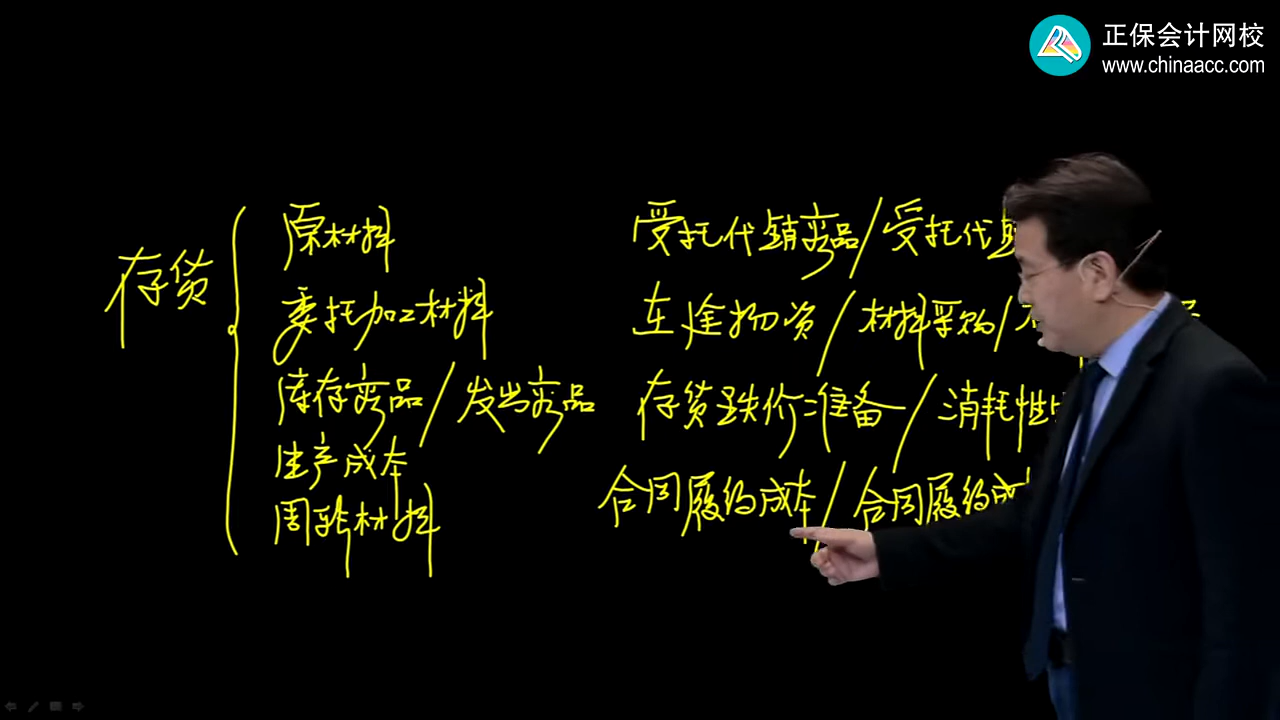 正保会计网校
www.chinaacc.com
存货
原材料
委托加工材料
库存商品/发出商品
生产成本
周转材料
受托代销商品/受托代
在途物资/材料采购/
存货跌价准备/消耗性
合同履约成本/合同履约成